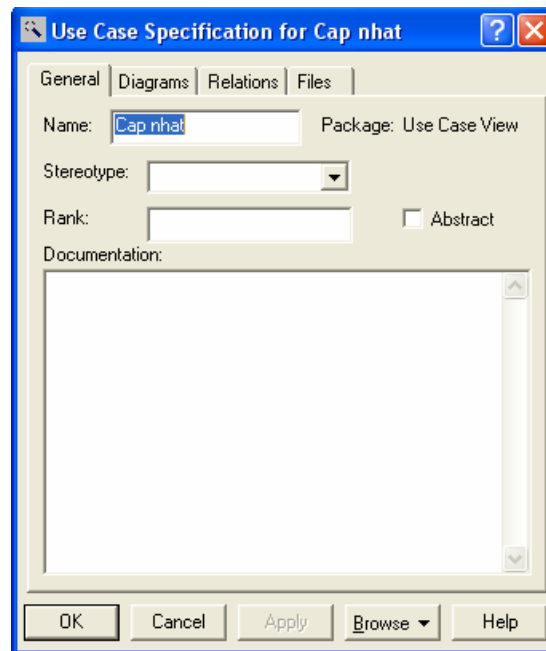 Use Case Specification for Cap nhat
General Diagrams Relations Files
Name: Cap nhat Package: Use Case View
Stereotype:
Rank: Abstract
Documentation:
OK Cancel Apply Browse Help